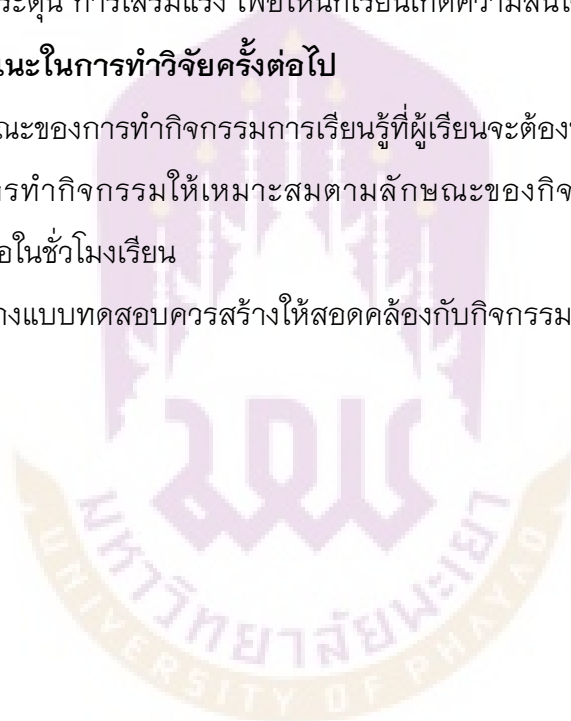 ระตุ้น การเสริมแรง เพื่อให้นักเรียนเกิดความสนใ
นะในการทำวิจัยครั้งต่อไป
ณะของการทำกิจกรรมการเรียนรู้ที่ผู้เรียนจะต้อง
รทำกิจกรรมให้เหมาะสมตามลักษณะของกิจ
อในชั่วโมงเรียน
างแบบทดสอบควรสร้างให้สอดคล้องกับกิจกรรม
มหาวิทยาลัยพะเยา
UNIVERSITY OF PHAYAO